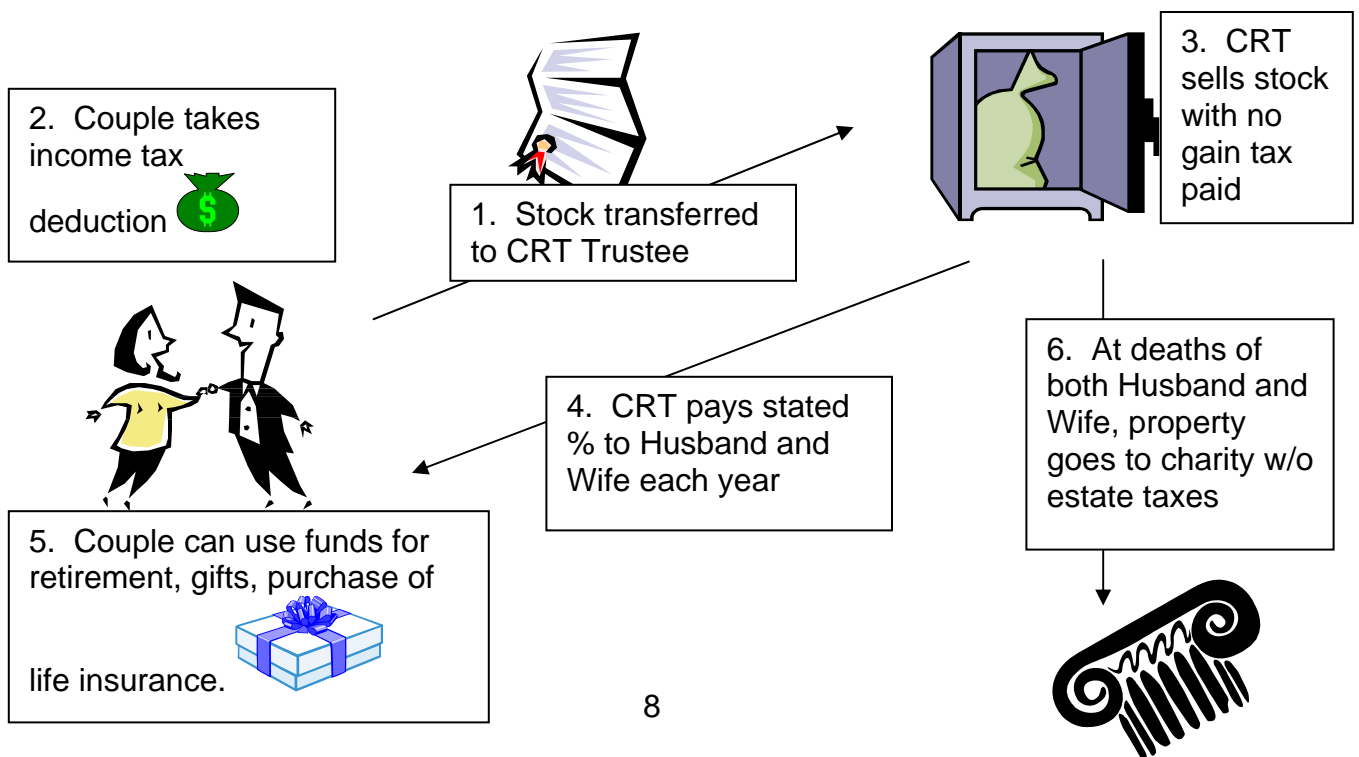 1.  Stock transferred
to CRT Trustee
2.  Couple takes
income tax
deduction
$
3.  CRT
sells stock
with no
gain tax
paid
4.  CRT pays stated
% to Husband and
Wife each year
5.  Couple can use funds for
retirement, gifts, purchase of
life insurance.
6.  At deaths of
both Husband and
Wife, property
goes to charity w/o
estate taxes
8